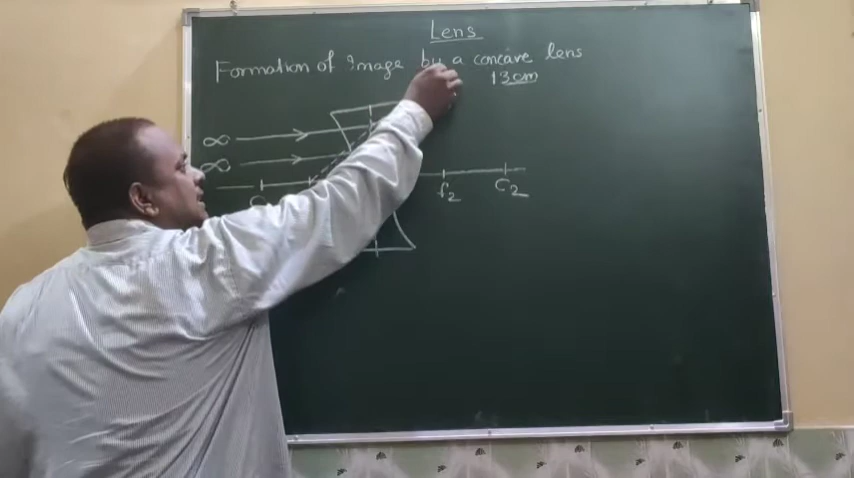 Lens
Formation of Image by a concave lens
13cm
∞
∞
f2 C2